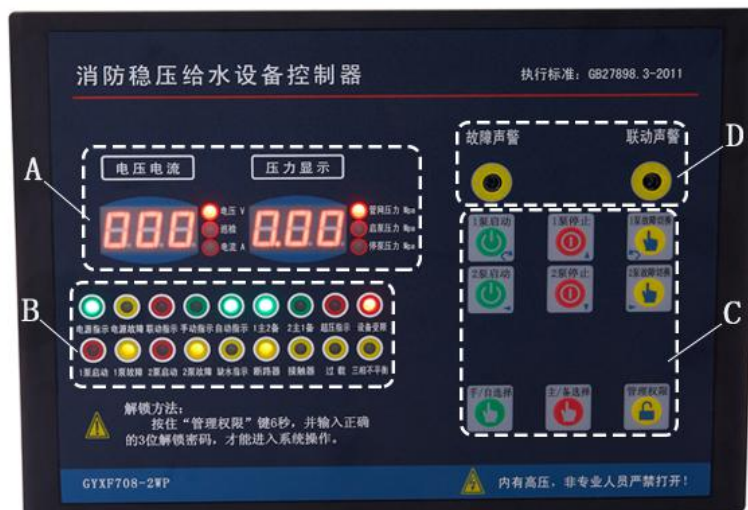 消防稳压给水设备控制器
执行标准：GB27898.3-2011
故障声警 联动声警
D
A
电压电流 压力显示
000 电压 V
巡检
电流 A
0.00 管网压力 Mpa
启泵压力 Mpa
停泵压力 Mpa
1泵启动 1泵停止 1泵故障切换
2泵启动 2泵停止 2泵故障切换
B
电源指示 电源故障 联动指示 手动指示 自动指示 1主2备 2主1备 超压指示 设备受限
1泵启动 1泵故障 2泵启动 2泵故障 缺水指示 断路器 接触器 过载 三相不平衡
C
手/自选择 主/备选择 管理权限
解锁方法：
按住“管理权限”键6秒，并输入正确
的3位解锁密码，才能进入系统操作。
GYXF708-2WP
内有高压，非专业人员严禁打开！